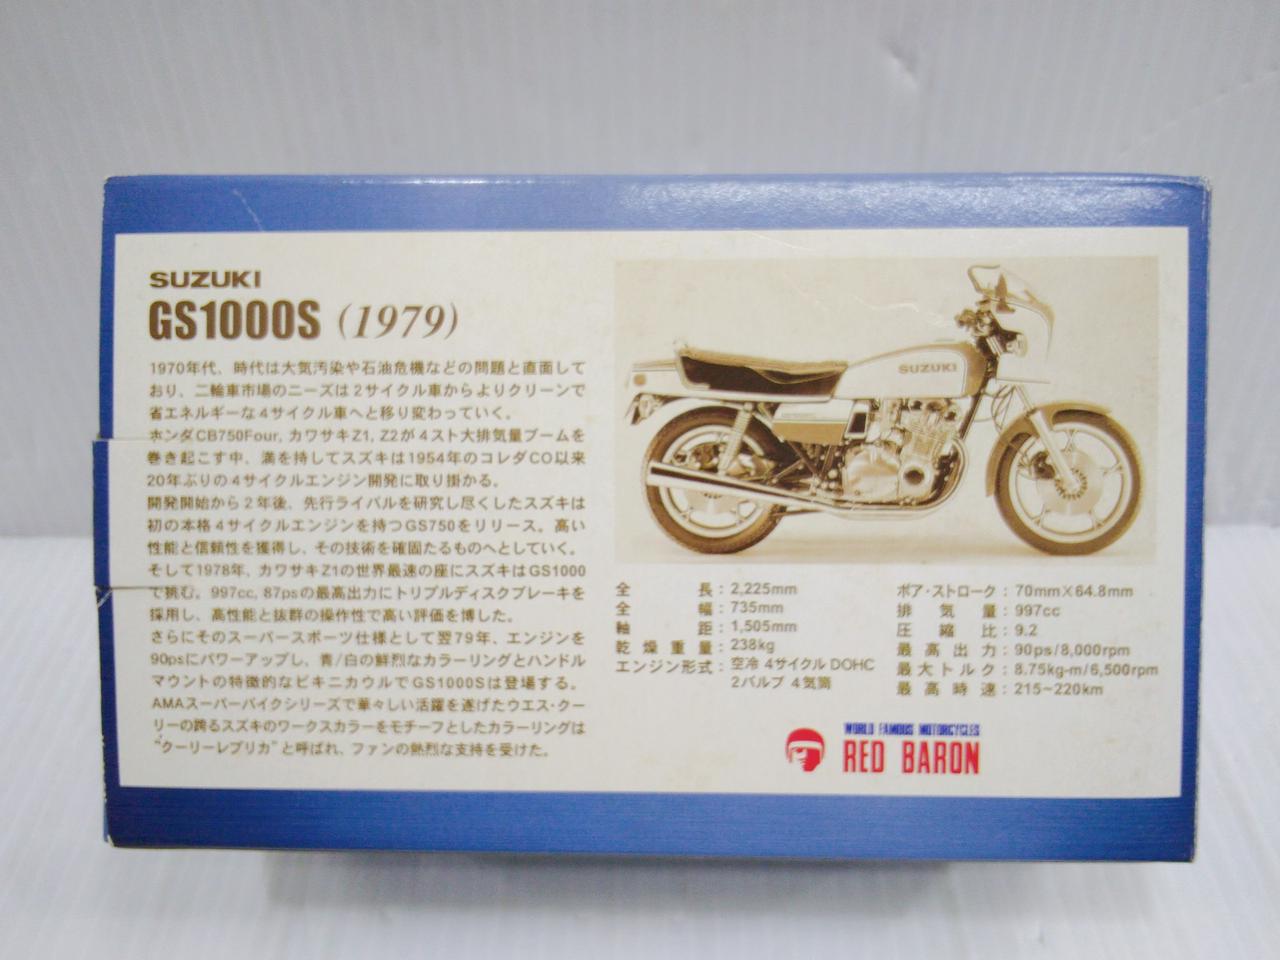 SUZUKI
GS1000S (1979)
1970年代、時代は大気汚染や石油危機などの問題と直面して
おり、二輪車市場のニーズは2サイクル車からよりクリーンで
省エネルギーな4サイクル車へと移り変わっていく。
ホンダCB750Four, カワサキZ1, Z2が4スト大排気量ブームを
巻き起こす中、満を持してスズキは1954年のコレダCO以来
20年ぶりの4サイクルエンジン開発に取り掛かる。
開発開始から2年後、先行ライバルを研究し尽くしたスズキは
初の本格4サイクルエンジンを持つGS750をリリース。高い
性能と信頼性を獲得し、その技術を確固たるものへとしていく。
そして1978年, カワサキZ1の世界最速の座にスズキはGS1000
で挑む。997cc, 87psの最高出力にトリプルディスクブレーキを
採用し、高性能と抜群の操作性で高い評価を博した。
さらにそのスーパースポーツ仕様として翌79年、エンジンを
90psにパワーアップし、青/白の鮮烈なカラーリングとハンドル
マウントの特徴的なビキニカウルでGS1000Sは登場する。
AMAスーパーバイクシリーズで華々しい活躍を遂げたウエス・クー
リーの跨るスズキのワークスカラーをモチーフとしたカラーリングは
"クーリーレプリカ"と呼ばれ、ファンの熱烈な支持を受けた。
SUZUKI
全長：2,225mm
全幅：735mm
軸距：1,505mm
乾燥重量：238kg
エンジン形式：空冷 4サイクル DOHC
2バルブ 4気筒
ボア・ストローク：70mm×64.8mm
排気量：997cc
圧縮比：9.2
最高出力：90ps/8,000rpm
最大トルク：8.75kg-m/6,500rpm
最高時速：215~220km
WORLD FAMOUS MOTORCYCLES
RED BARON